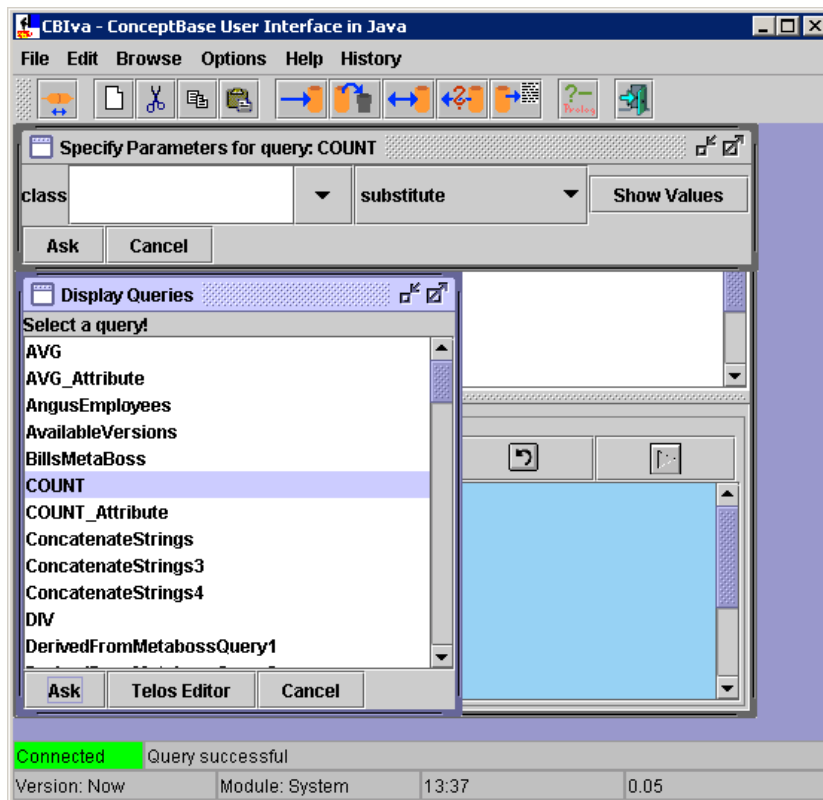 CBIva - ConceptBase User Interface in Java
File Edit Browse Options Help History
?-
Prolog
Specify Parameters for query: COUNT
class substitute Show Values
Ask Cancel
Display Queries
Select a query!
AVG
AVG_Attribute
AngusEmployees
AvailableVersions
BillsMetaBoss
COUNT
COUNT_Attribute
ConcatenateStrings
ConcatenateStrings3
ConcatenateStrings4
DIV
DerivedFromMetabossQuery1
Ask Telos Editor Cancel
Connected Query successful
Version: Now Module: System 13:37 0.05